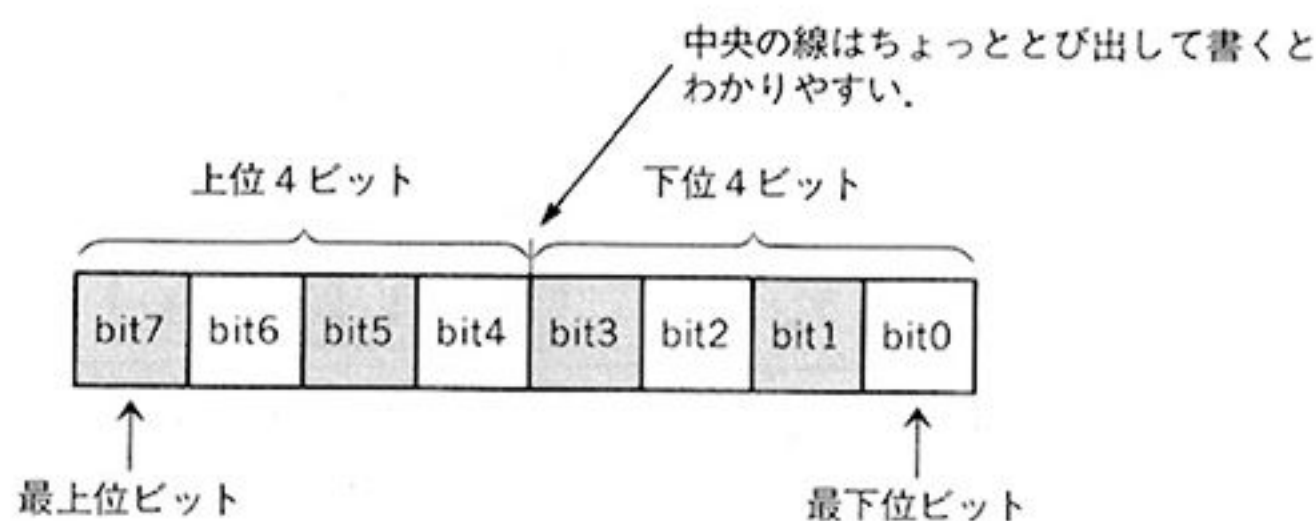 中央の線はちょっととび出して書くと
わかりやすい.
上位4ビット
下位4ビット
bit7 bit6 bit5 bit4 bit3 bit2 bit1 bit0
最上位ビット
最下位ビット